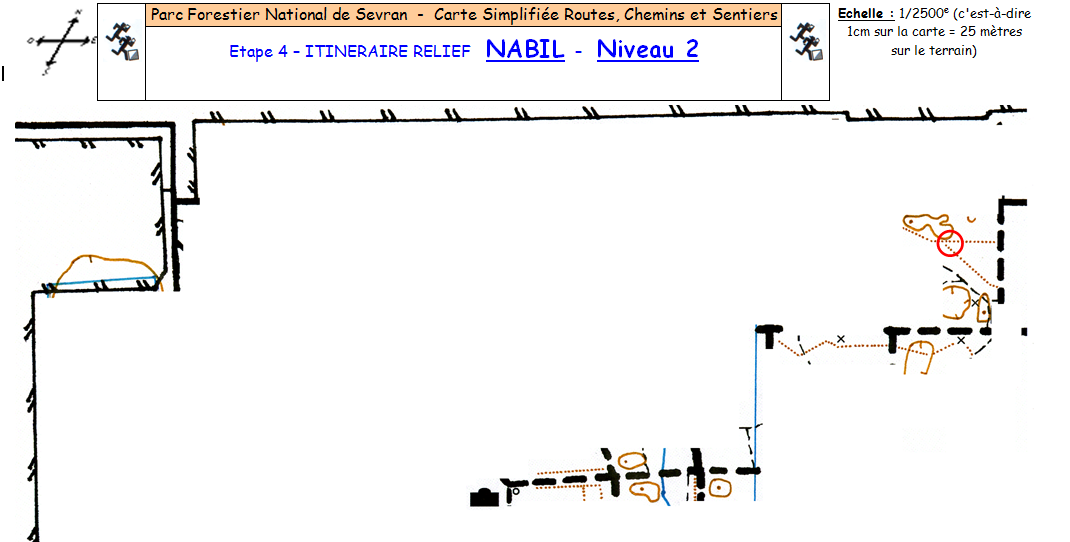 Parc Forestier National de Sevran - Carte Simplifiée Routes, Chemins et Sentiers
Etape 4 - ITINERAIRE RELIEF NABIL - Niveau 2
Echelle : 1/2500e (c'est-à-dire
1cm sur la carte = 25 mètres
sur le terrain)
N
O
E
S